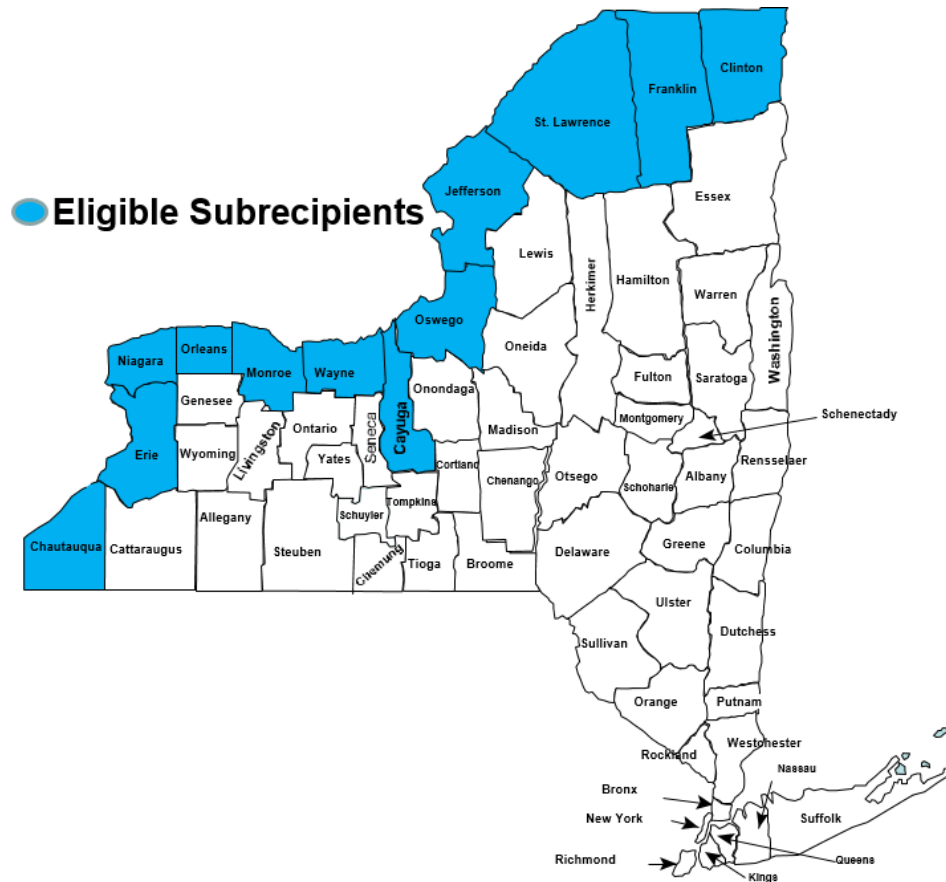 Clinton
Franklin
St. Lawrence
Jefferson
Essex
Eligible Subrecipients
Lewis
Herkimer
Hamilton
Warren
Washington
Oswego
Oneida
Niagara
Orleans
Monroe
Wayne
Cayuga
Onondaga
Fulton
Saratoga
Genesee
Livingston
Ontario
Seneca
Madison
Montgomery
Schenectady
Erie
Wyoming
Yates
Cortland
Chenango
Otsego
Schoharie
Albany
Rensselaer
Allegany
Schuyler
Tompkins
Chautauqua
Cattaraugus
Steuben
Chemung
Tioga
Broome
Delaware
Greene
Columbia
Ulster
Sullivan
Dutchess
Orange
Putnam
Rockland
Westchester
Nassau
Bronx
New York
Suffolk
Richmond
Queens
Kings